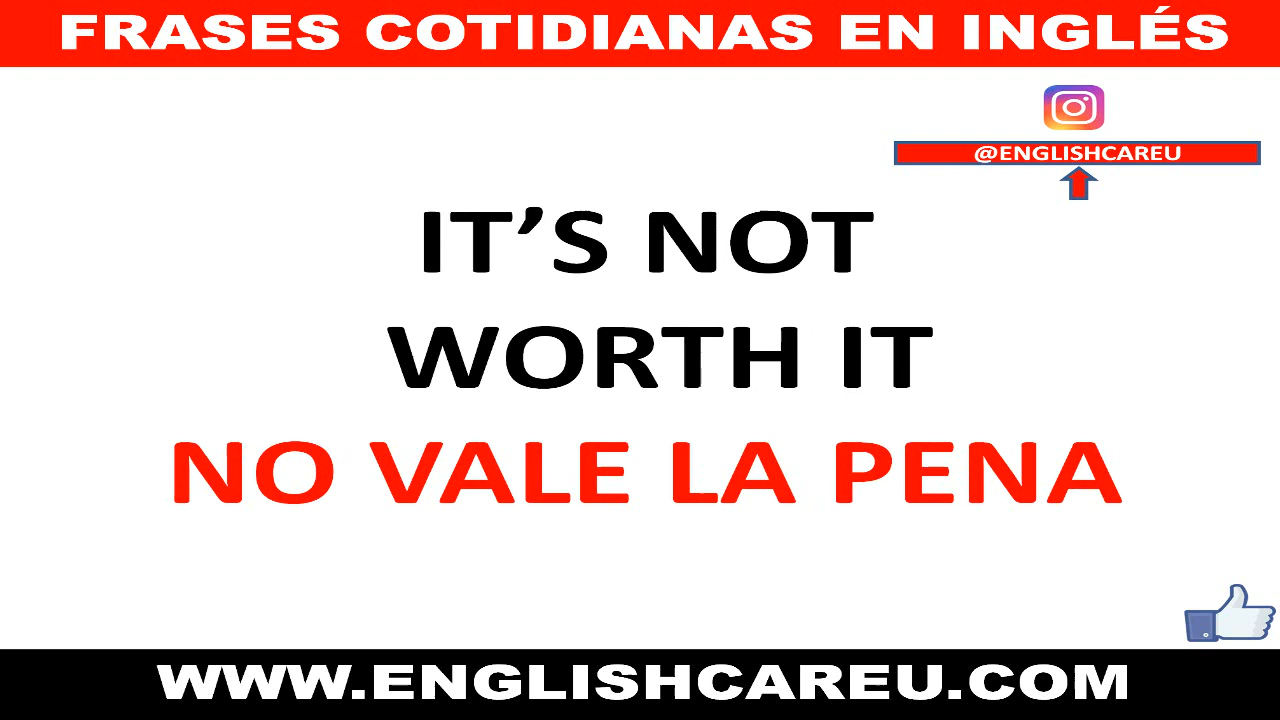 FRASES COTIDIANAS EN INGLÉS
@ENGLISHCAREU
IT’S NOT
WORTH IT
NO VALE LA PENA
WWW.ENGLISHCAREU.COM